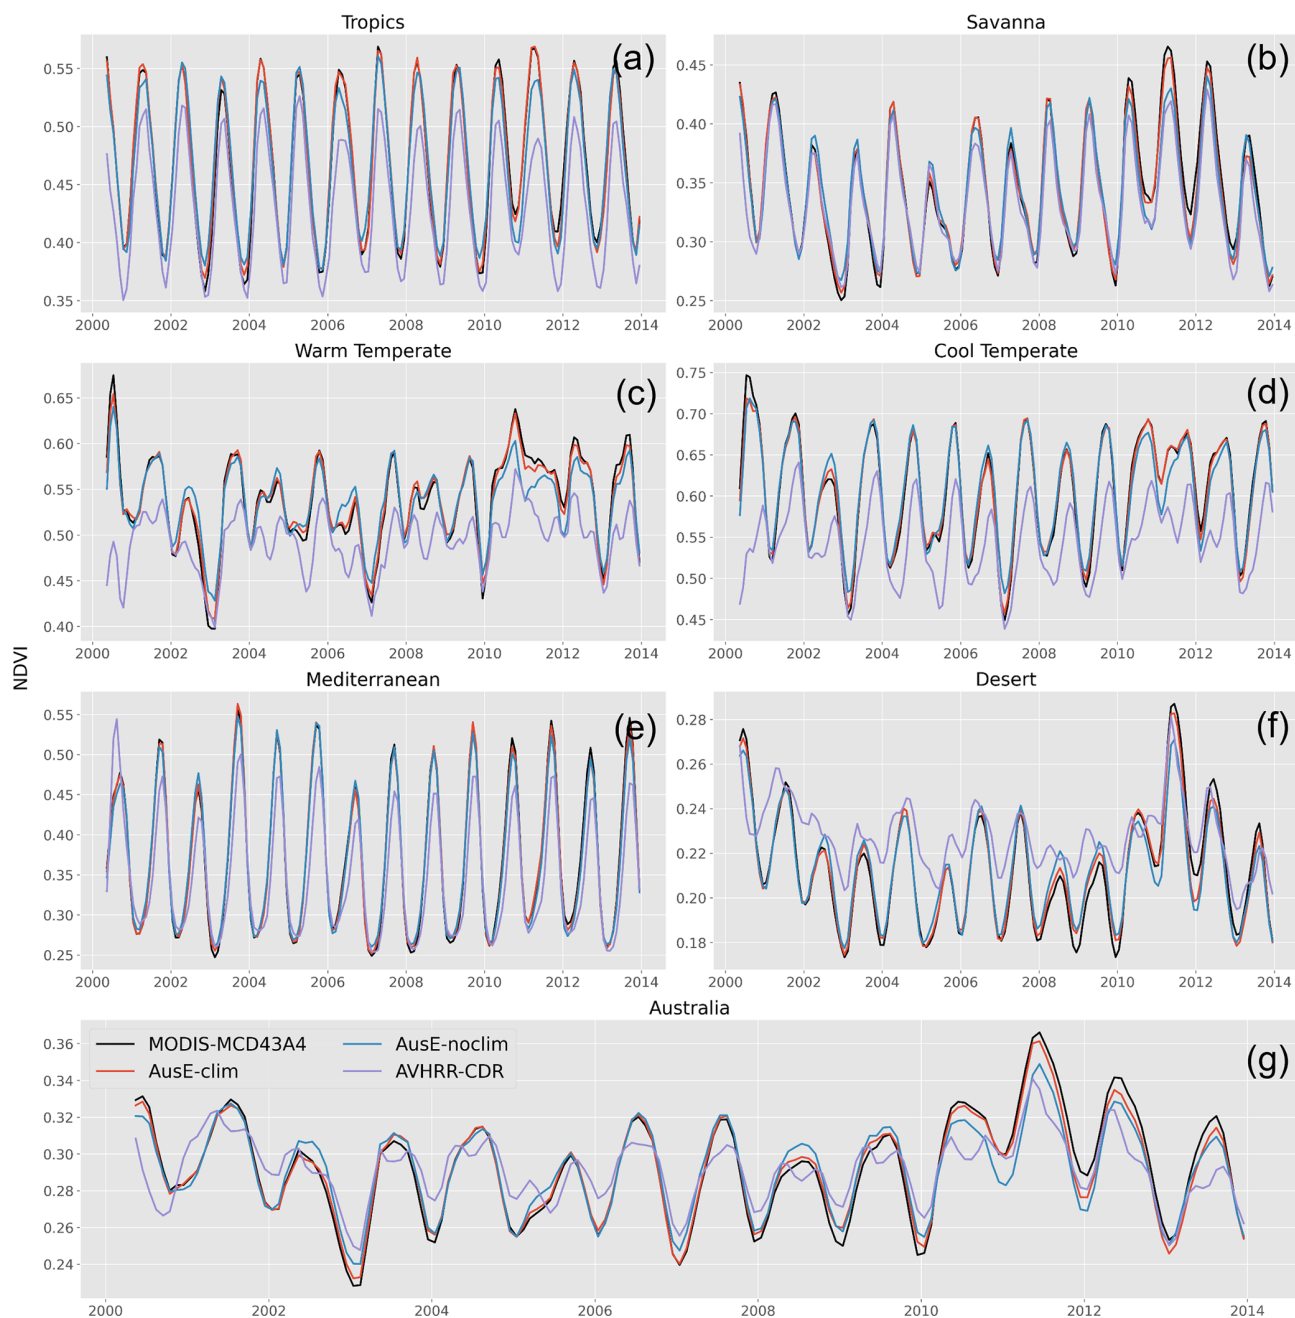 Tropics
Savanna
0.55
0.50
0.45
0.40
0.35
(a)
2000 2002 2004 2006 2008 2010 2012 2014
0.45
0.40
0.35
0.30
0.25
(b)
2000 2002 2004 2006 2008 2010 2012 2014
Warm Temperate
Cool Temperate
0.65
0.60
0.55
0.50
0.45
0.40
(c)
2000 2002 2004 2006 2008 2010 2012 2014
0.75
0.70
0.65
0.60
0.55
0.50
0.45
(d)
2000 2002 2004 2006 2008 2010 2012 2014
NDVI
Mediterranean
Desert
0.55
0.50
0.45
0.40
0.35
0.30
0.25
(e)
2000 2002 2004 2006 2008 2010 2012 2014
0.28
0.26
0.24
0.22
0.20
0.18
(f)
2000 2002 2004 2006 2008 2010 2012 2014
Australia
0.36
0.34
0.32
0.30
0.28
0.26
0.24
MODIS-MCD43A4 AusE-noclim
AusE-clim AVHRR-CDR
(g)
2000 2002 2004 2006 2008 2010 2012 2014